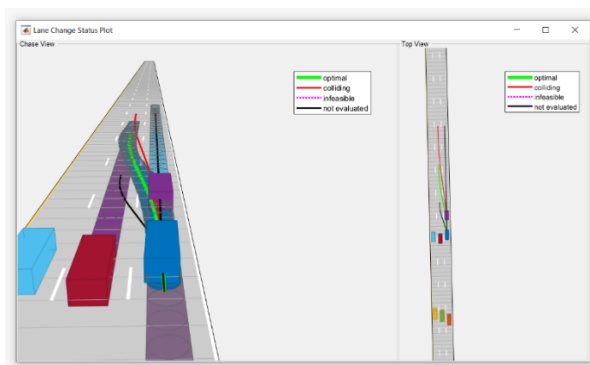 Lane Change Status Plot
Chase View
Top View
optimal
colliding
infeasible
not evaluated
optimal
colliding
infeasible
not evaluated